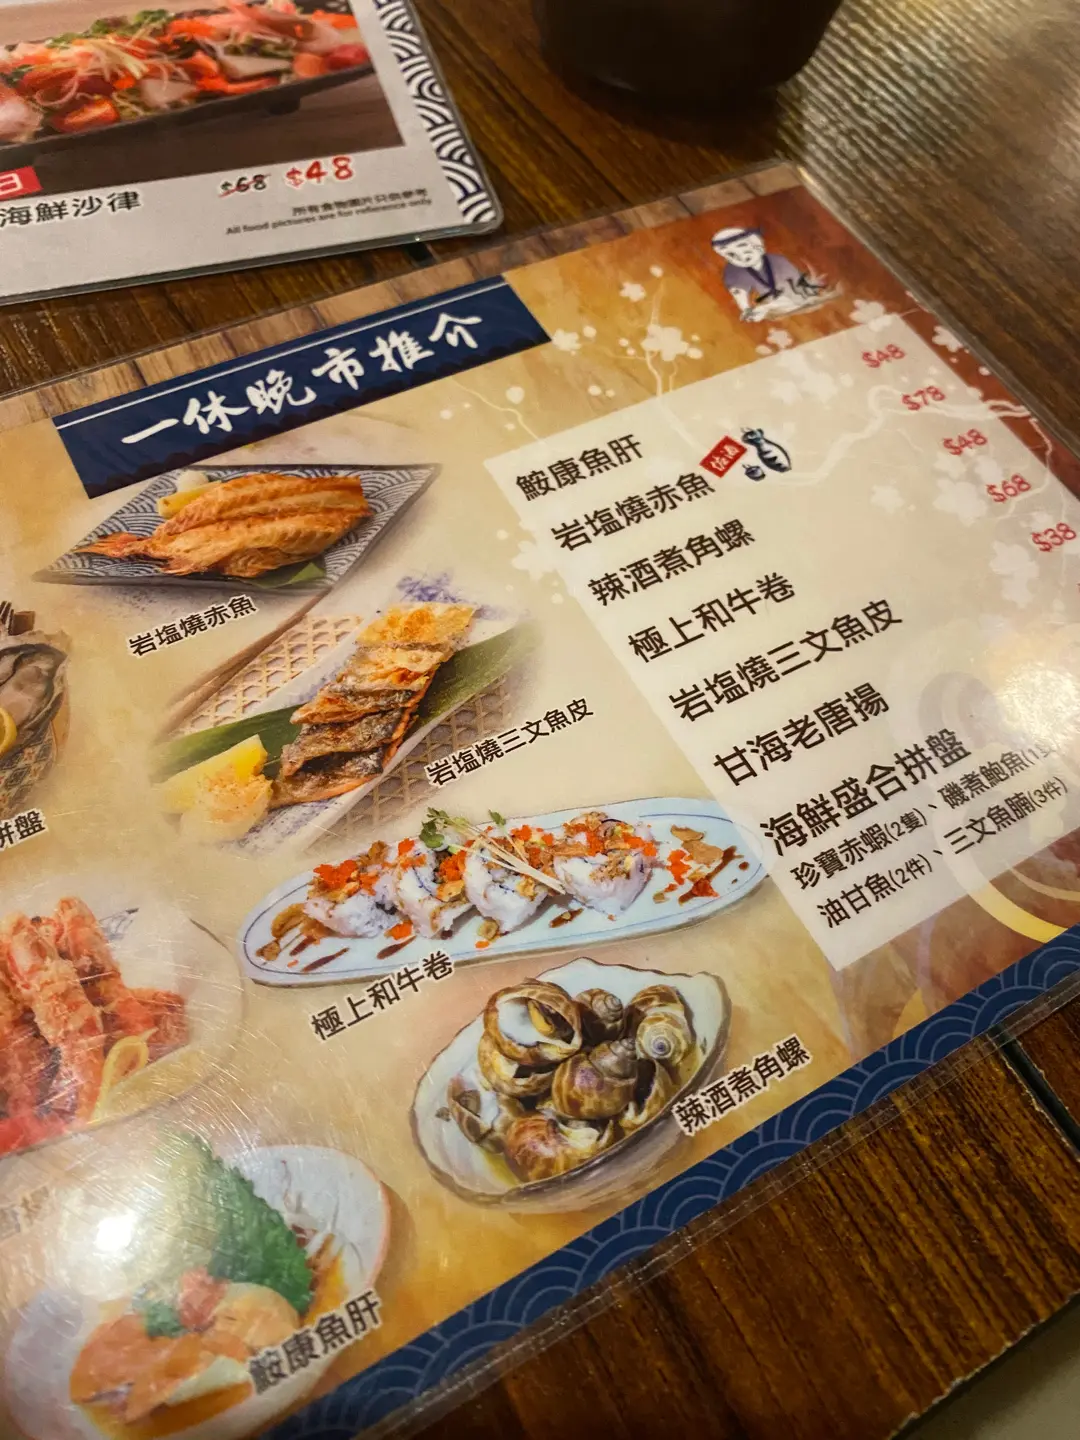 海鮮沙律
$68 $48
所有食物圖片只供參考
All food pictures are for reference only
一休晚市推介
鮟康魚肝 $48
岩塩燒赤魚 佐酒 $78
辣酒煮角螺 $48
極上和牛卷 $68
岩塩燒三文魚皮 $38
甘海老唐揚
海鮮盛合拼盤
珍寶赤蝦(2隻)、磯煮鮑魚(1隻)
油甘魚(2件)、三文魚腩(3件)
岩塩燒赤魚
岩塩燒三文魚皮
拼盤
極上和牛卷
辣酒煮角螺
鮟康魚肝